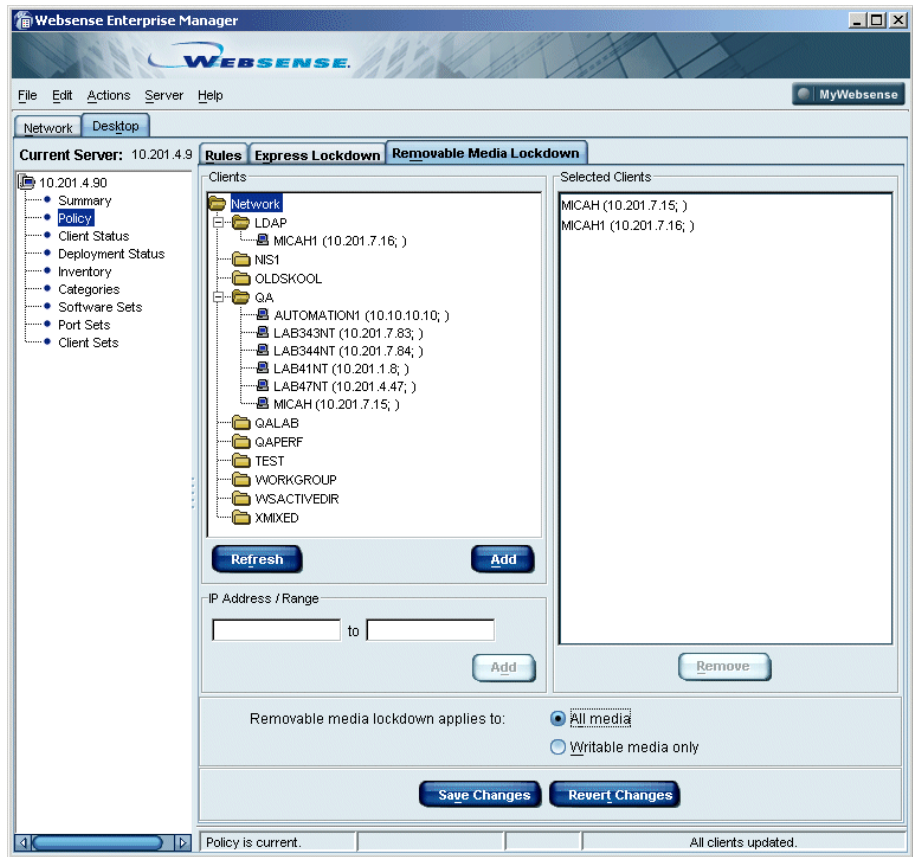 Websense Enterprise Manager
WEBSENSE.
File Edit Actions Server Help
MyWebsense
Network Desktop
Current Server: 10.201.4.9
Rules Express Lockdown Removable Media Lockdown
10.201.4.90
Summary
Policy
Client Status
Deployment Status
Inventory
Categories
Software Sets
Port Sets
Client Sets
Clients
Network
LDAP
MICAH1 (10.201.7.16; )
NIS1
OLDSKOOL
QA
AUTOMATION1 (10.10.10.10; )
LAB343NT (10.201.7.83; )
LAB344NT (10.201.7.84; )
LAB41NT (10.201.1.8; )
LAB47NT (10.201.4.47; )
MICAH (10.201.7.15; )
QALAB
QAPERF
TEST
WORKGROUP
WSACTIVEDIR
XMIXED
Refresh Add
IP Address / Range
to
Add
Selected Clients
MICAH (10.201.7.15; )
MICAH1 (10.201.7.16; )
Remove
Removable media lockdown applies to:
All media
Writable media only
Save Changes Revert Changes
Policy is current. All clients updated.